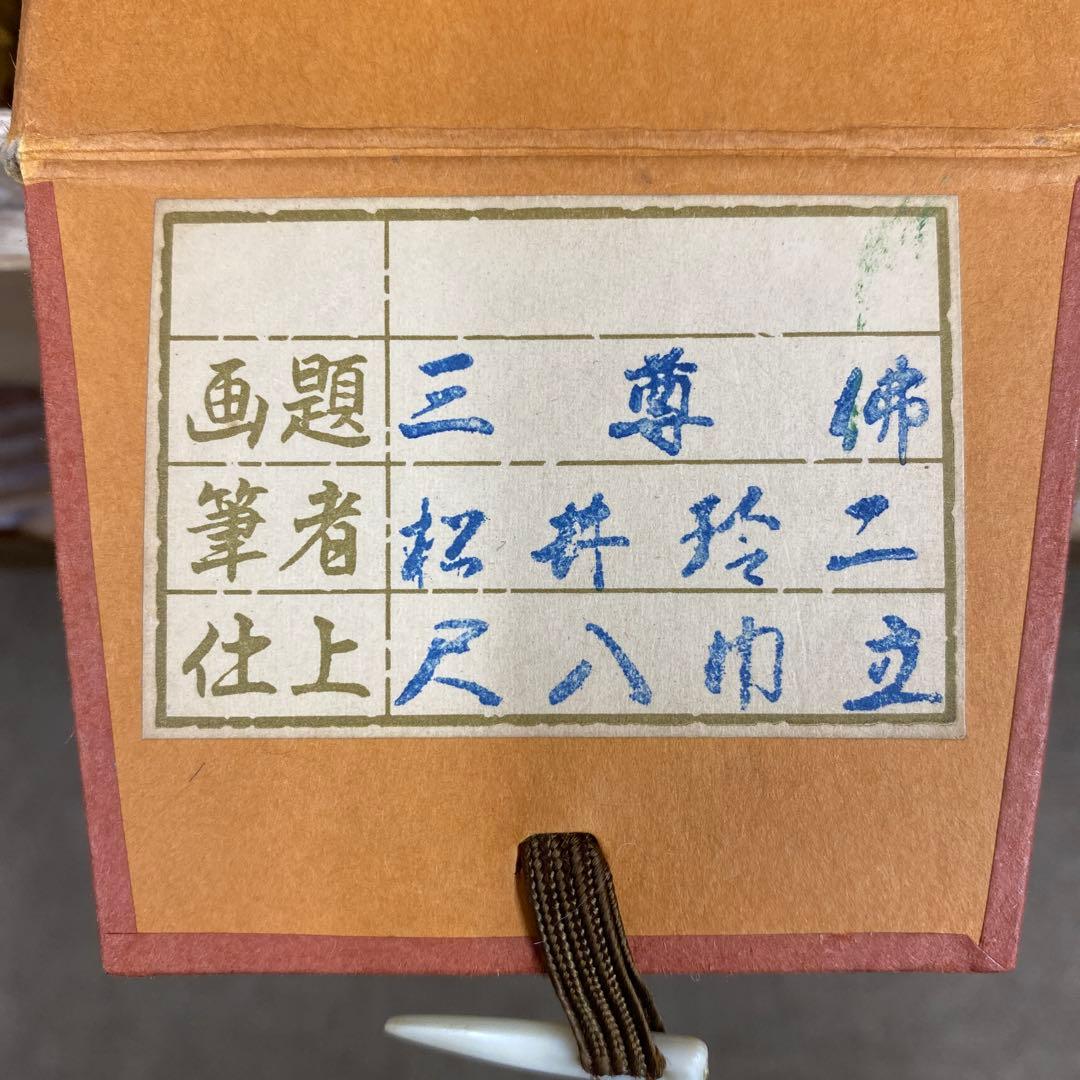 画題 三尊佛
筆者 松井玲二
仕上 尺八巾立